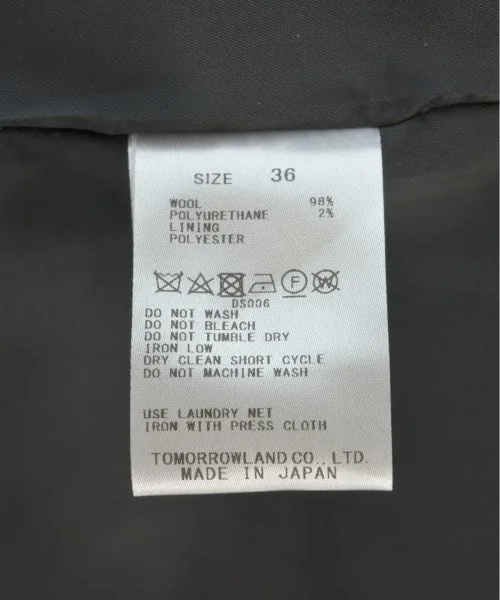 SIZE 36
WOOL 98%
POLYURETHANE 2%
LINING
POLYESTER
F W
DS006
DO NOT WASH
DO NOT BLEACH
DO NOT TUMBLE DRY
IRON LOW
DRY CLEAN SHORT CYCLE
DO NOT MACHINE WASH
USE LAUNDRY NET
IRON WITH PRESS CLOTH
TOMORROWLAND CO., LTD.
MADE IN JAPAN